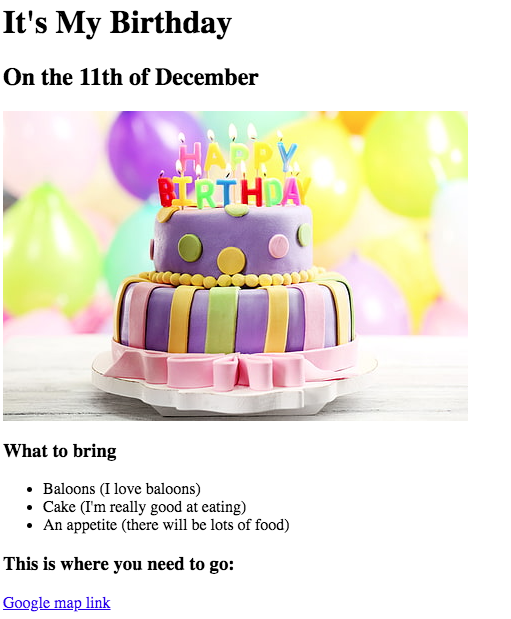 It's My Birthday
On the 11th of December
HAPPY
BIRTHDAY
What to bring
Baloons (I love baloons)
Cake (I'm really good at eating)
An appetite (there will be lots of food)
This is where you need to go:
Google map link